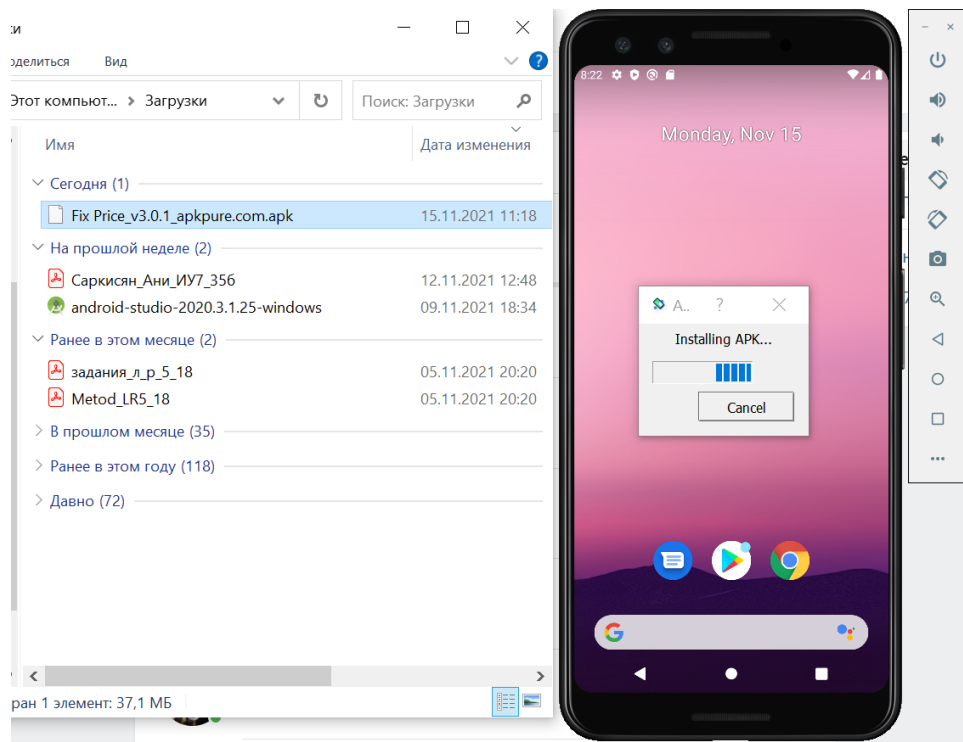 ки
оделиться Вид
Этот компьют... > Загрузки
Поиск: Загрузки
Имя
Дата изменения
Сегодня (1)
Fix Price_v3.0.1_apkpure.com.apk 15.11.2021 11:18
На прошлой неделе (2)
Саркисян_Ани_ИУ7_356 12.11.2021 12:48
android-studio-2020.3.1.25-windows 09.11.2021 18:34
Ранее в этом месяце (2)
задания_л_р_5_18 05.11.2021 20:20
Metod_LR5_18 05.11.2021 20:20
В прошлом месяце (35)
Ранее в этом году (118)
Давно (72)
ран 1 элемент: 37,1 МБ
8:22
Monday, Nov 15
A.. ?
Installing APK...
Cancel